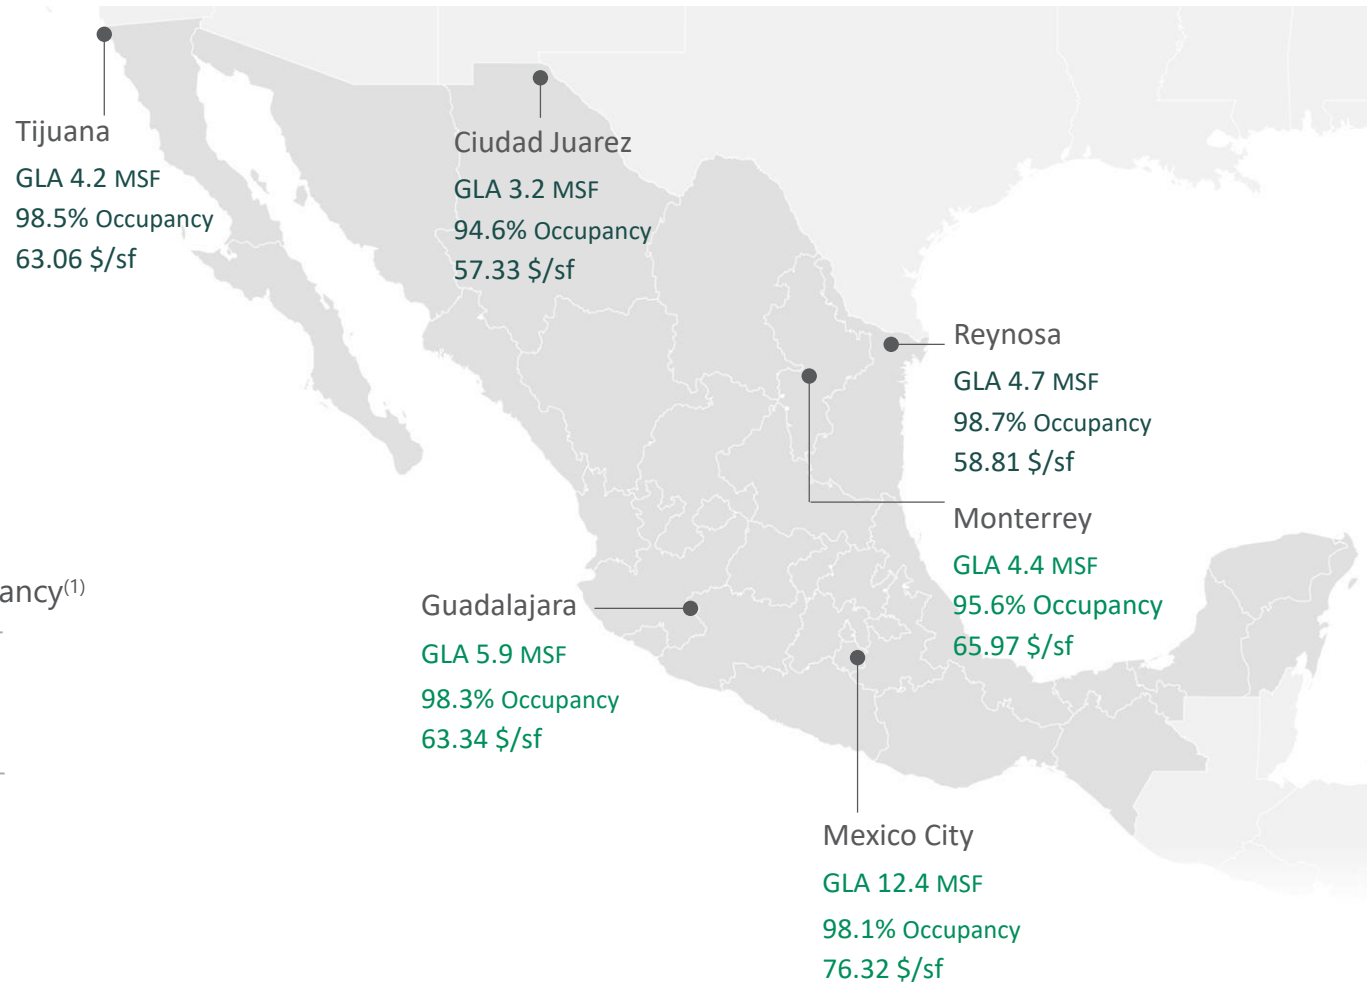 Tijuana
GLA 4.2 MSF
98.5% Occupancy
63.06 $/sf
Ciudad Juarez
GLA 3.2 MSF
94.6% Occupancy
57.33 $/sf
Reynosa
GLA 4.7 MSF
98.7% Occupancy
58.81 $/sf
Monterrey
GLA 4.4 MSF
95.6% Occupancy
65.97 $/sf
ancy(1)
Guadalajara
GLA 5.9 MSF
98.3% Occupancy
63.34 $/sf
Mexico City
GLA 12.4 MSF
98.1% Occupancy
76.32 $/sf